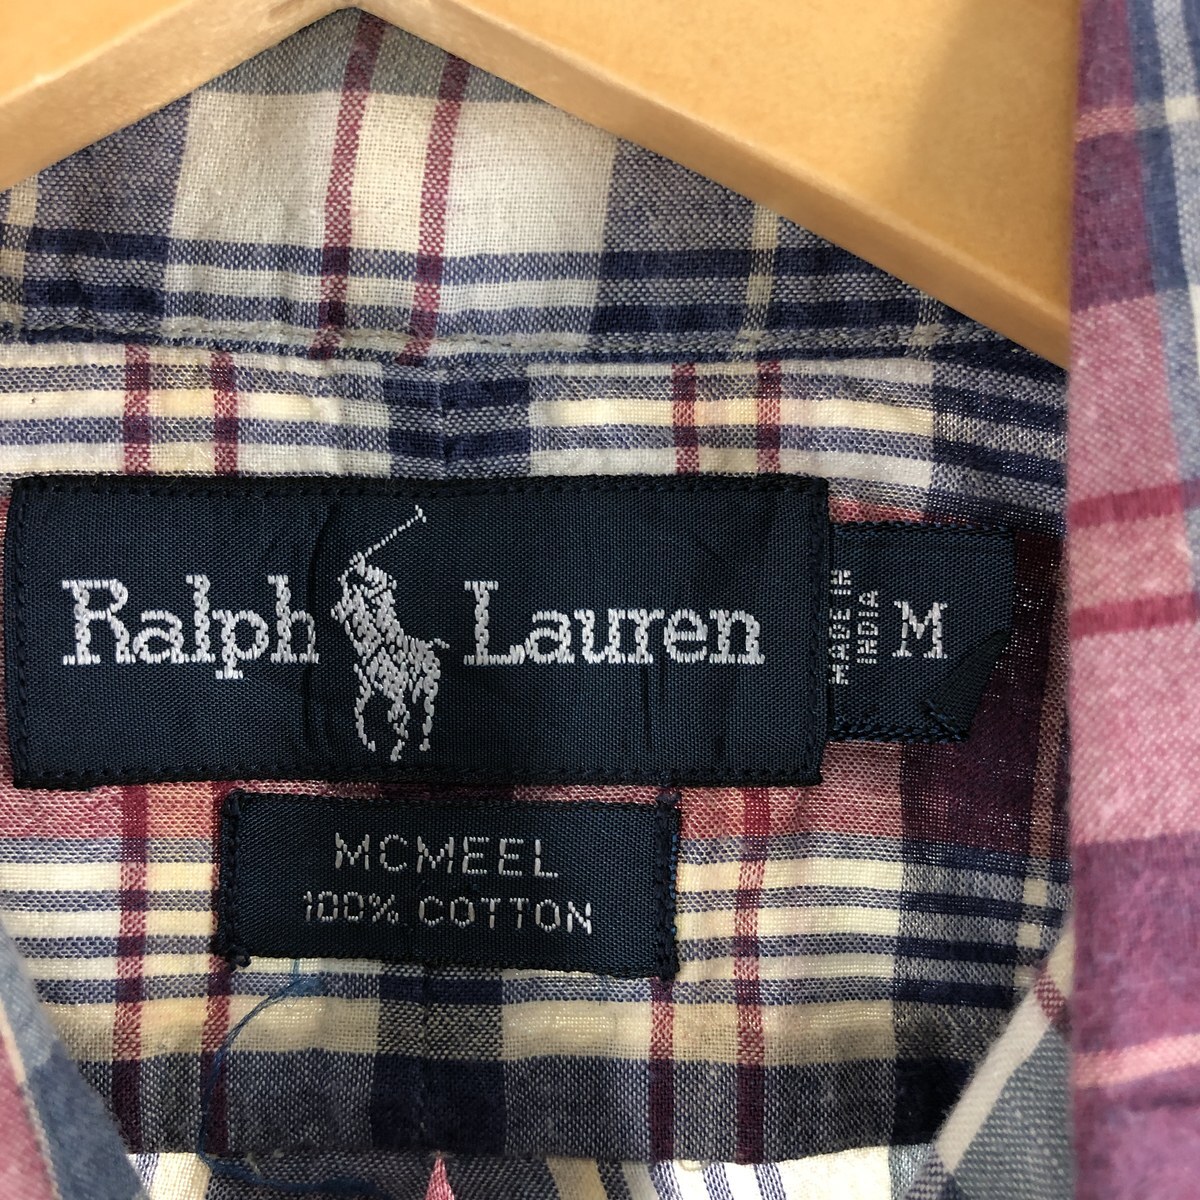 Ralph Lauren
MADE IN
INDIA
M
MCMEEL
100% COTTON